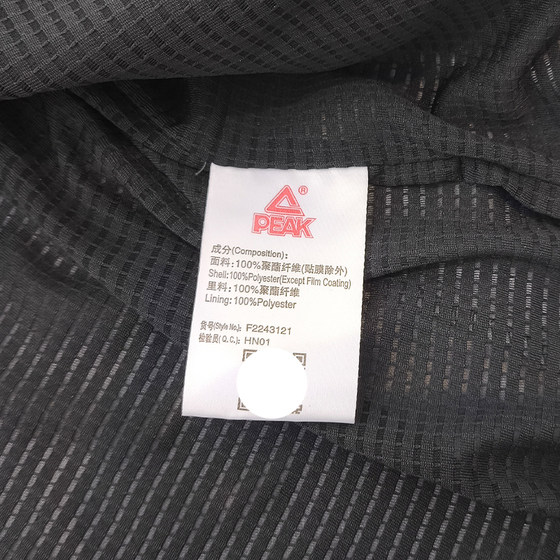 ®
PEAK
成分(Composition):
面料:100%聚酯纤维(贴膜除外)
Shell:100%Polyester(Except Film Coating)
里料:100%聚酯纤维
Lining:100%Polyester
货号(Style No.): F2243121
检验员(Q.C.): HN01